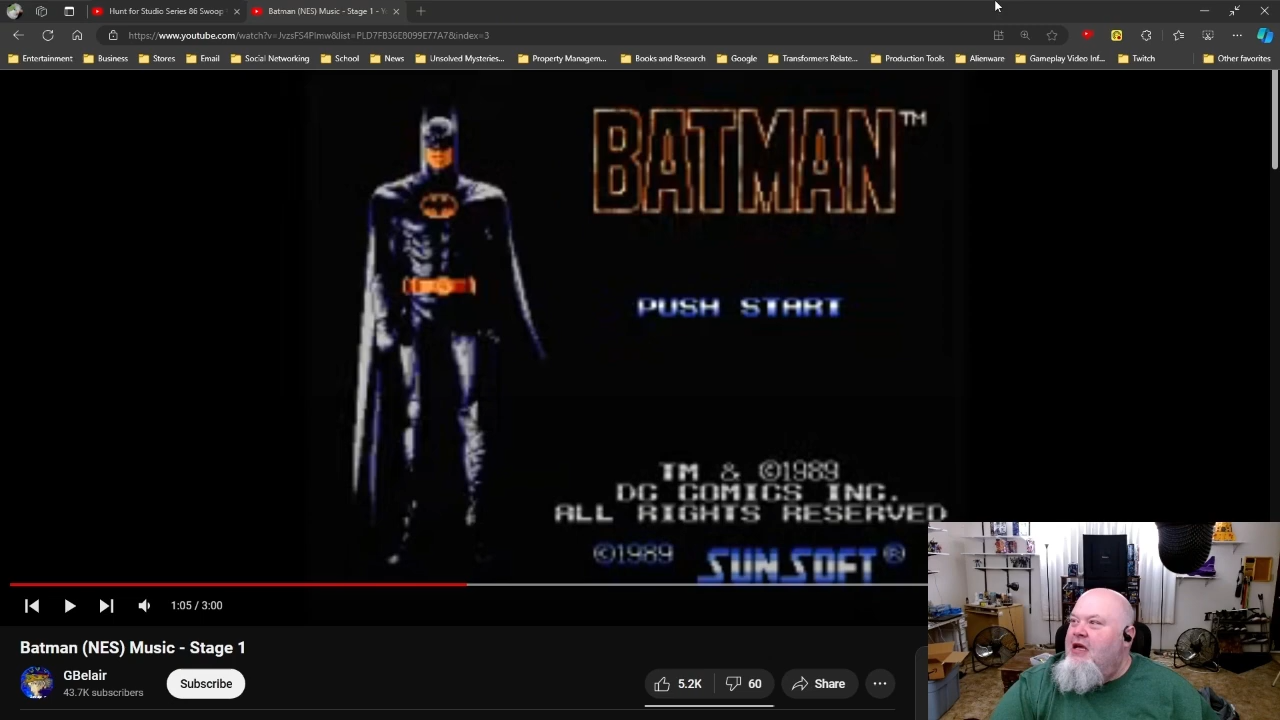 Hunt for Studio Series 86 Swoop
Batman (NES) Music - Stage 1 - Y
https://www.youtube.com/watch?v=JvzsFS4PImw&list=PLD7FB36E8099E77A7&index=3
Entertainment
Business
Stores
Email
Social Networking
School
News
Unsolved Mysteries...
Property Managem...
Books and Research
Google
Transformers Relate...
Production Tools
Alienware
Gameplay Video Inf...
Twitch
Other favorites
BATMAN™
PUSH START
TM & ©1989
DC COMICS INC.
ALL RIGHTS RESERVED
©1989 SUNSOFT®
1:05 / 3:00
Batman (NES) Music - Stage 1
GBelair
43.7K subscribers
Subscribe
5.2K
60
Share